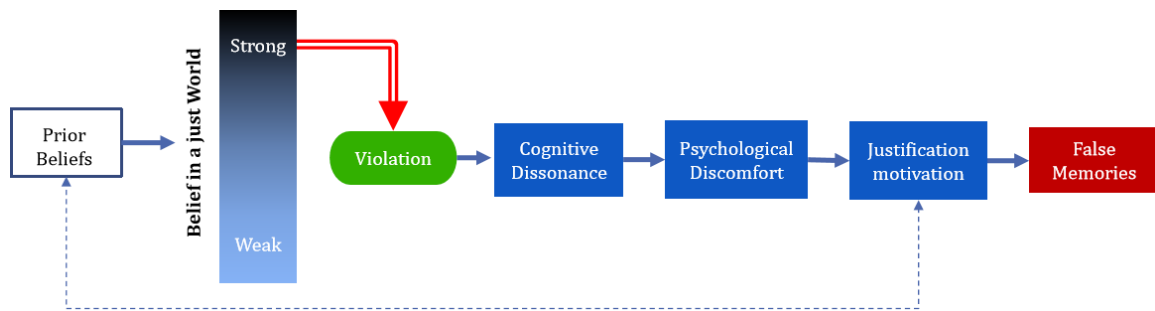 Prior
Beliefs
Belief in a just World
Strong
Weak
Violation
Cognitive
Dissonance
Psychological
Discomfort
Justification
motivation
False
Memories